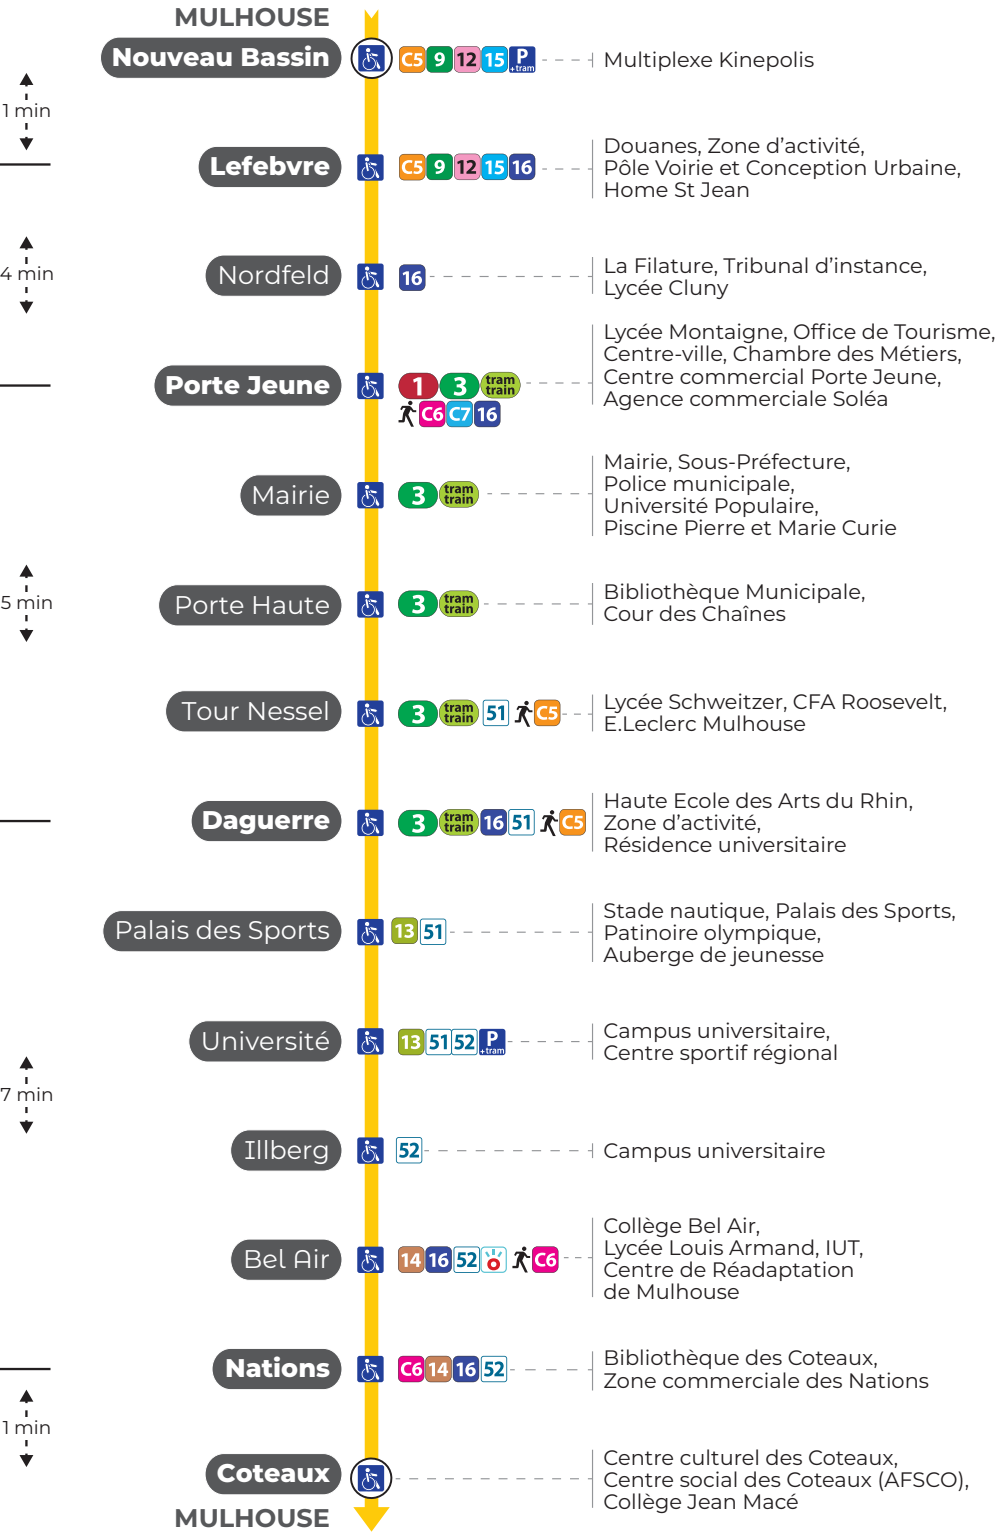 MULHOUSE
Nouveau Bassin
C5 9 12 15 P +tram
Multiplexe Kinepolis
1 min
Lefebvre
C5 9 12 15 16
Douanes, Zone d’activité,
Pôle Voirie et Conception Urbaine,
Home St Jean
4 min
Nordfeld
16
La Filature, Tribunal d’instance,
Lycée Cluny
Porte Jeune
1 3 tram train
C6 C7 16
Lycée Montaigne, Office de Tourisme,
Centre-ville, Chambre des Métiers,
Centre commercial Porte Jeune,
Agence commerciale Soléa
Mairie
3 tram train
Mairie, Sous-Préfecture,
Police municipale,
Université Populaire,
Piscine Pierre et Marie Curie
5 min
Porte Haute
3 tram train
Bibliothèque Municipale,
Cour des Chaînes
Tour Nessel
3 tram train 51 C5
Lycée Schweitzer, CFA Roosevelt,
E.Leclerc Mulhouse
Daguerre
3 tram train 16 51 C5
Haute Ecole des Arts du Rhin,
Zone d’activité,
Résidence universitaire
Palais des Sports
13 51
Stade nautique, Palais des Sports,
Patinoire olympique,
Auberge de jeunesse
Université
13 51 52 P +tram
Campus universitaire,
Centre sportif régional
7 min
Illberg
52
Campus universitaire
Bel Air
14 16 52 C6
Collège Bel Air,
Lycée Louis Armand, IUT,
Centre de Réadaptation
de Mulhouse
Nations
C6 14 16 52
Bibliothèque des Coteaux,
Zone commerciale des Nations
1 min
Coteaux
Centre culturel des Coteaux,
Centre social des Coteaux (AFSCO),
Collège Jean Macé
MULHOUSE